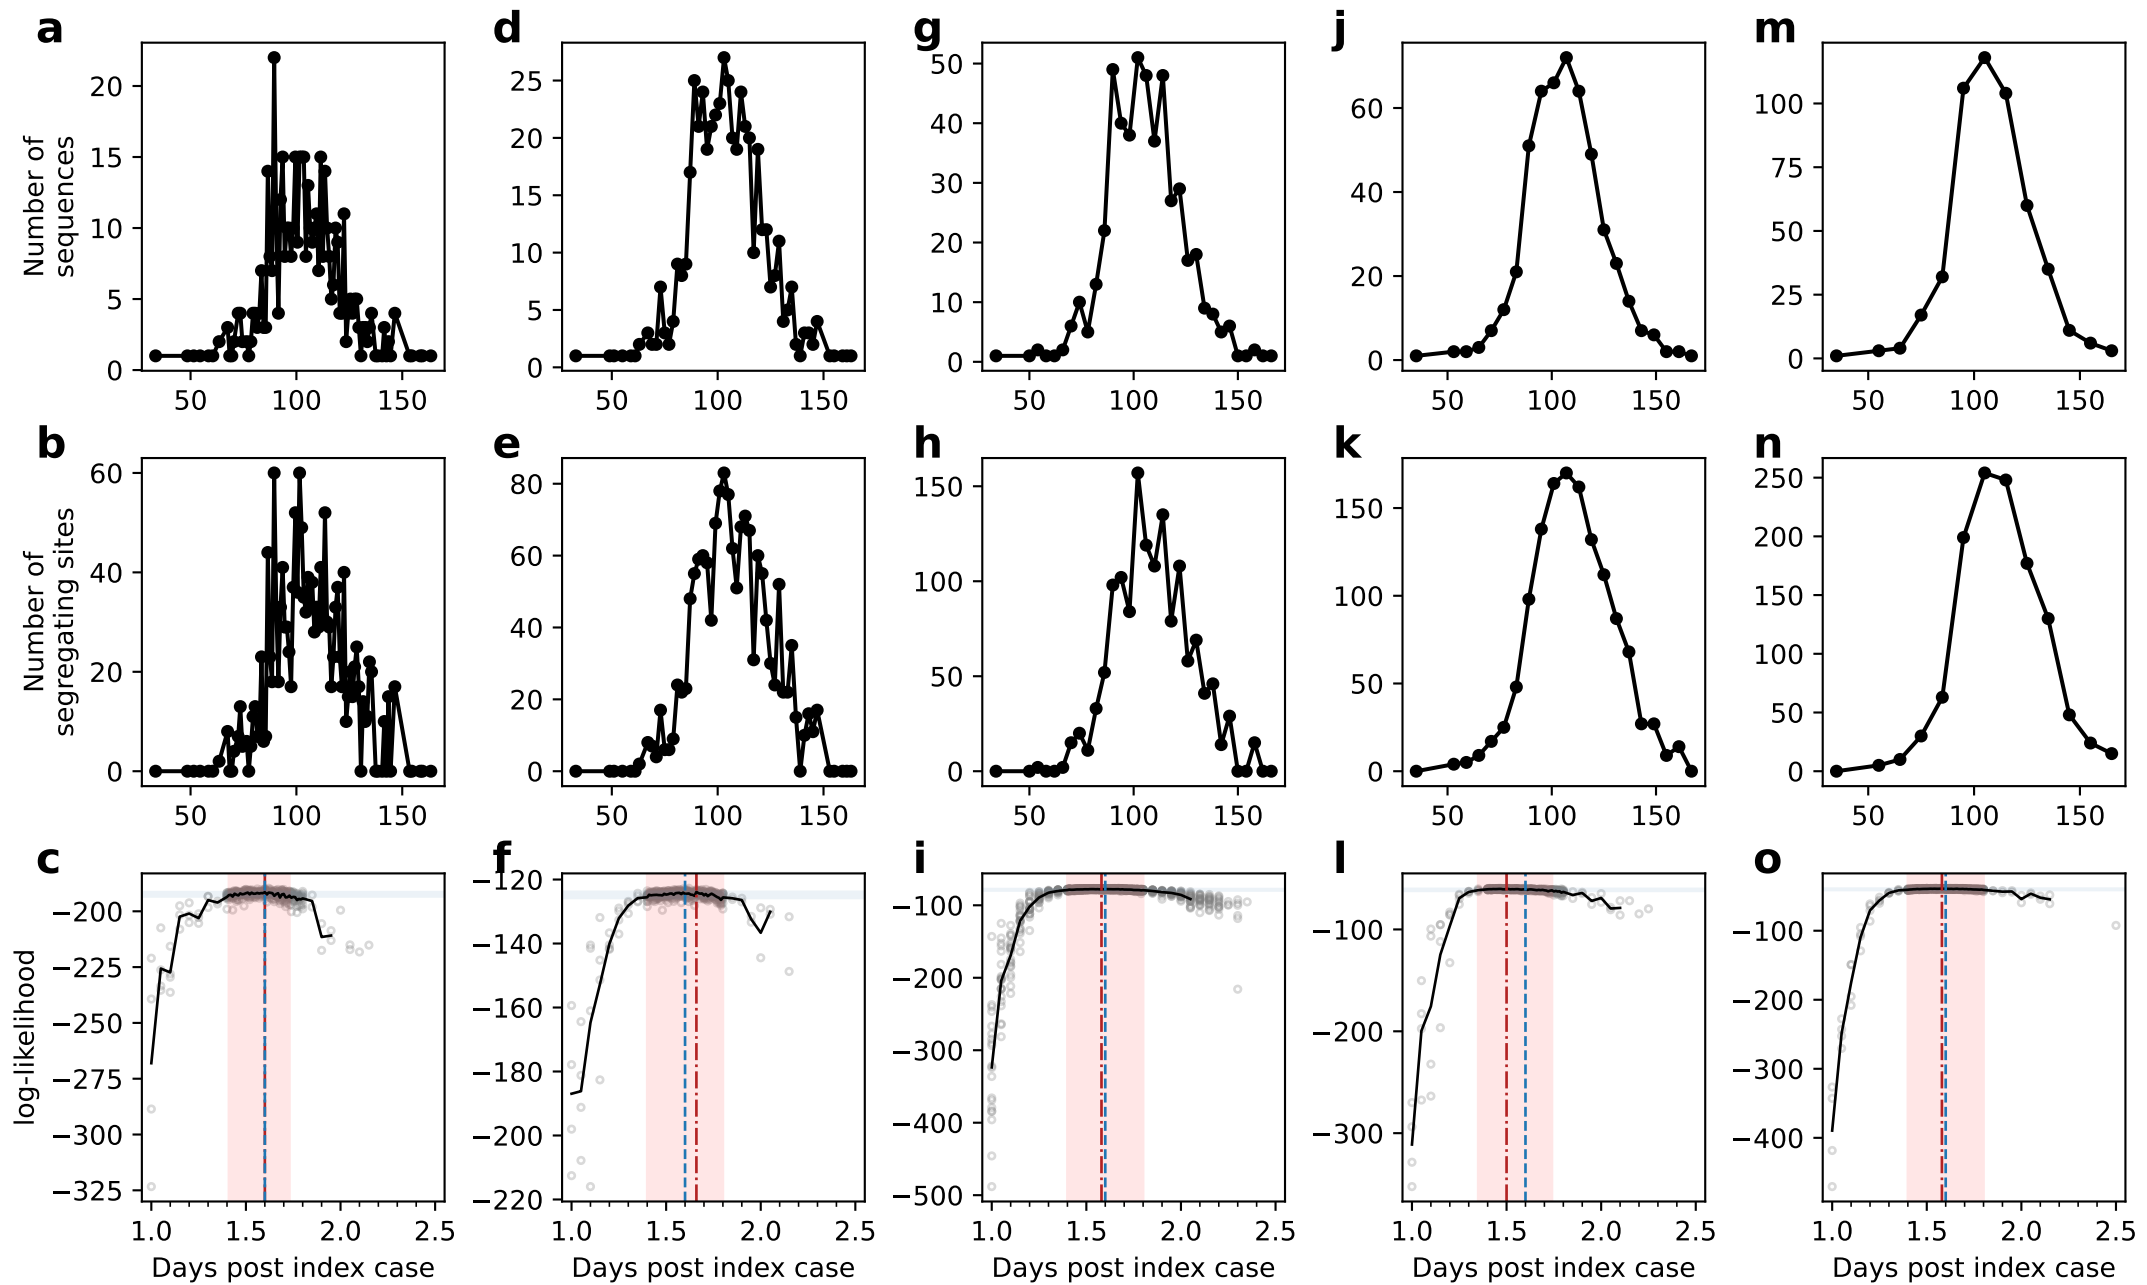 a
d
g
j
m
20
15
10
5
0
25
20
15
10
5
0
50
40
30
20
10
0
60
40
20
0
100
75
50
25
0
Number of
sequences
50 100 150
50 100 150
50 100 150
50 100 150
50 100 150
b
e
h
k
n
60
40
20
0
80
60
40
20
0
150
100
50
0
150
100
50
0
250
200
150
100
50
0
Number of
segregating sites
50 100 150
50 100 150
50 100 150
50 100 150
50 100 150
c
f
i
l
o
−200
−225
−250
−275
−300
−325
−120
−140
−160
−180
−200
−220
−100
−200
−300
−400
−500
−100
−200
−300
−100
−200
−300
−400
log-likelihood
1.0 1.5 2.0 2.5
1.0 1.5 2.0 2.5
1.0 1.5 2.0 2.5
1.0 1.5 2.0 2.5
1.0 1.5 2.0 2.5
Days post index case
Days post index case
Days post index case
Days post index case
Days post index case